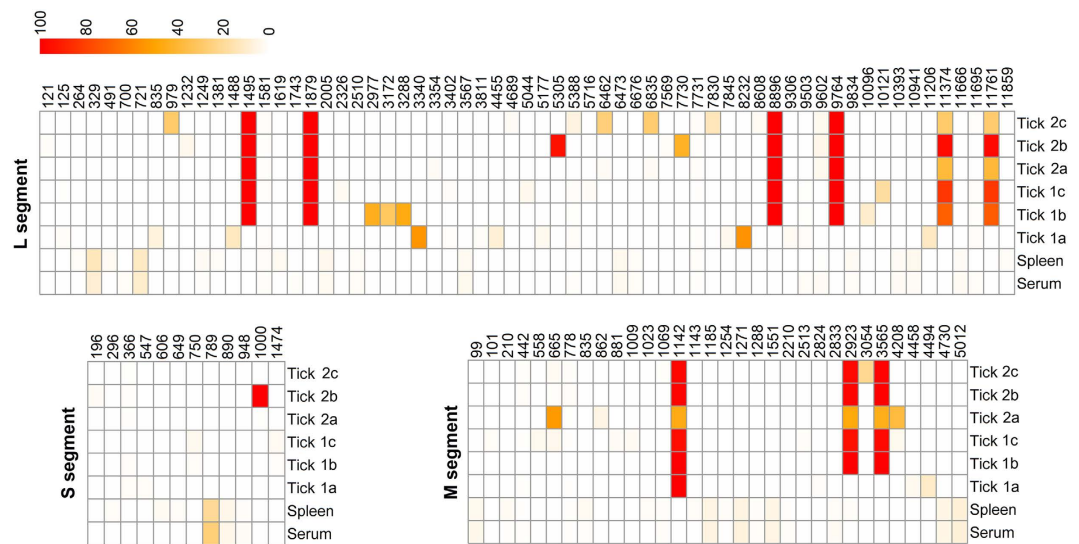 100 80 60 40 20 0
121 125 264 329 491 700 721 835 979 1232 1249 1381 1488 1495 1581 1619 1743 1879 2005 2326 2510 2977 3172 3288 3340 3354 3402 3567 3811 4455 4689 5044 5177 5305 5388 5716 6462 6473 6676 6835 7569 7730 7731 7830 7845 8232 8608 8896 9306 9503 9602 9764 9834 10096 10121 10393 10941 11206 11374 11666 11695 11761 11859
L segment
Tick 2c
Tick 2b
Tick 2a
Tick 1c
Tick 1b
Tick 1a
Spleen
Serum
196 296 366 547 606 649 750 789 890 948 1000 1474
S segment
Tick 2c
Tick 2b
Tick 2a
Tick 1c
Tick 1b
Tick 1a
Spleen
Serum
99 101 210 442 558 665 778 835 862 881 1009 1023 1069 1142 1143 1185 1254 1271 1288 1551 2210 2513 2824 2833 2923 3054 3565 4208 4458 4494 4730 5012
M segment
Tick 2c
Tick 2b
Tick 2a
Tick 1c
Tick 1b
Tick 1a
Spleen
Serum